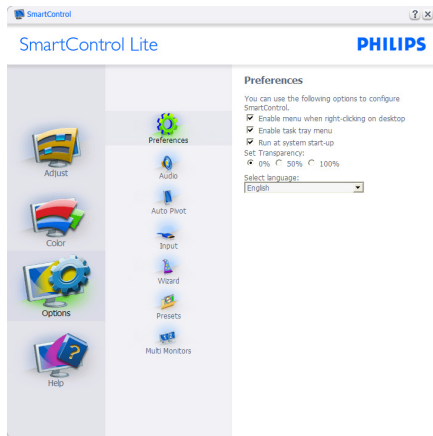 SmartControl
? ×
SmartControl Lite
PHILIPS
Adjust
Color
Options
Help
Preferences
Audio
Auto Pivot
Input
Wizard
Presets
1 2
Multi Monitors
Preferences
You can use the following options to configure
SmartControl.
Enable menu when right-clicking on desktop
Enable task tray menu
Run at system start-up
Set Transparency:
0% 50% 100%
Select language:
English